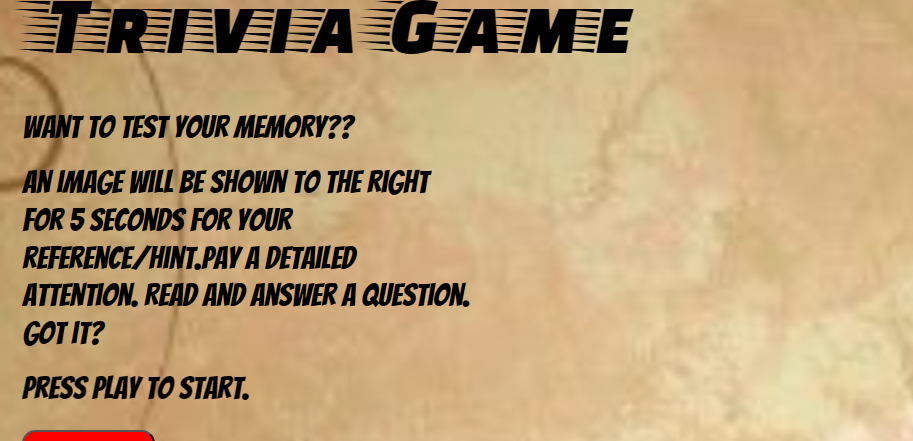 TRIVIA GAME
WANT TO TEST YOUR MEMORY??
AN IMAGE WILL BE SHOWN TO THE RIGHT
FOR 5 SECONDS FOR YOUR
REFERENCE/HINT.PAY A DETAILED
ATTENTION. READ AND ANSWER A QUESTION.
GOT IT?
PRESS PLAY TO START.